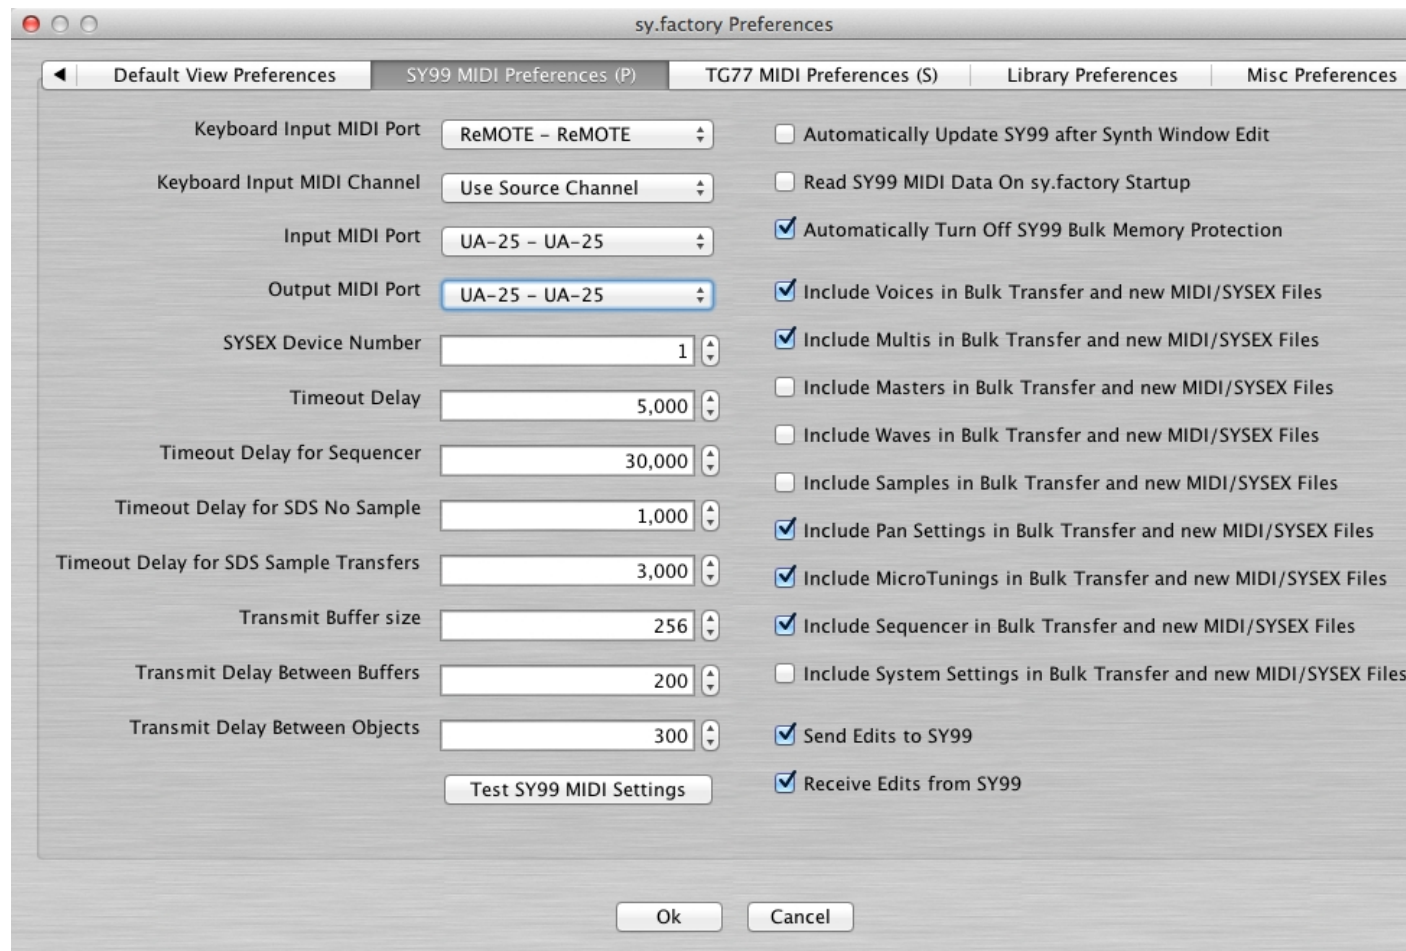 sy.factory Preferences
Default View Preferences
SY99 MIDI Preferences (P)
TG77 MIDI Preferences (S)
Library Preferences
Misc Preferences
Keyboard Input MIDI Port
ReMOTE – ReMOTE
Keyboard Input MIDI Channel
Use Source Channel
Input MIDI Port
UA-25 – UA-25
Output MIDI Port
UA-25 – UA-25
SYSEX Device Number
1
Timeout Delay
5,000
Timeout Delay for Sequencer
30,000
Timeout Delay for SDS No Sample
1,000
Timeout Delay for SDS Sample Transfers
3,000
Transmit Buffer size
256
Transmit Delay Between Buffers
200
Transmit Delay Between Objects
300
Test SY99 MIDI Settings
Automatically Update SY99 after Synth Window Edit
Read SY99 MIDI Data On sy.factory Startup
Automatically Turn Off SY99 Bulk Memory Protection
Include Voices in Bulk Transfer and new MIDI/SYSEX Files
Include Multis in Bulk Transfer and new MIDI/SYSEX Files
Include Masters in Bulk Transfer and new MIDI/SYSEX Files
Include Waves in Bulk Transfer and new MIDI/SYSEX Files
Include Samples in Bulk Transfer and new MIDI/SYSEX Files
Include Pan Settings in Bulk Transfer and new MIDI/SYSEX Files
Include MicroTunings in Bulk Transfer and new MIDI/SYSEX Files
Include Sequencer in Bulk Transfer and new MIDI/SYSEX Files
Include System Settings in Bulk Transfer and new MIDI/SYSEX Files
Send Edits to SY99
Receive Edits from SY99
Ok
Cancel